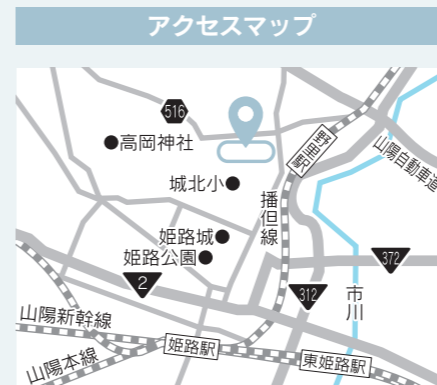 アクセスマップ
516
高岡神社
野里駅
山陽自動車道
城北小
播但線
姫路城
姫路公園
372
2
312
市川
山陽新幹線
姫路駅
東姫路駅
山陽本線